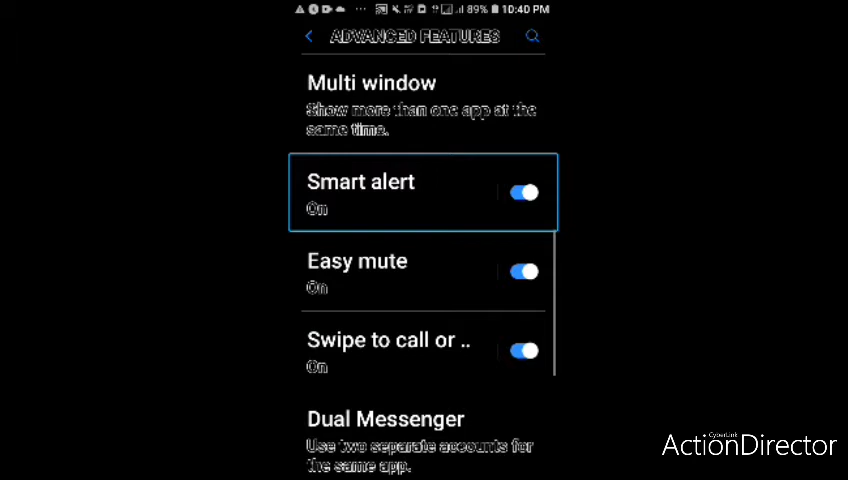 89% 10:40 PM
ADVANCED FEATURES
Multi window
Show more than one app at the
same time.
Smart alert
On
Easy mute
On
Swipe to call or ..
On
Dual Messenger
Use two separate accounts for
the same app.
CyberLink
ActionDirector